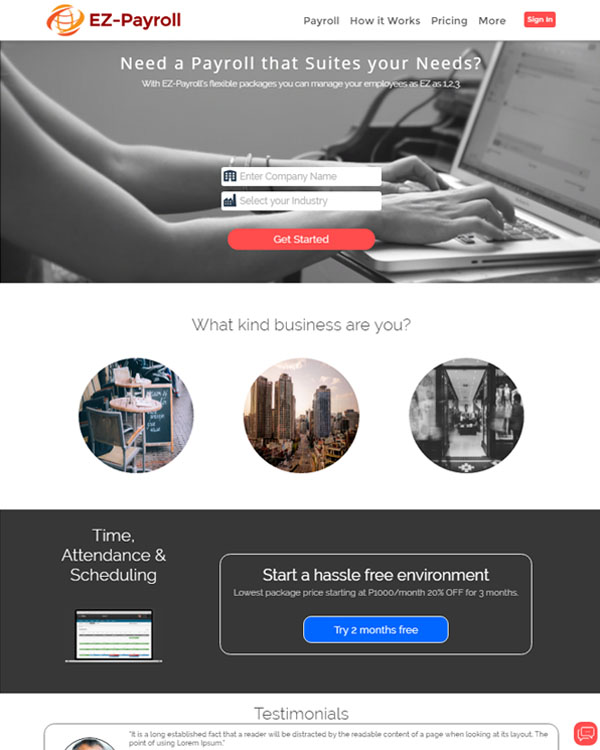 EZ-Payroll
Payroll How it Works Pricing More Sign In
Need a Payroll that Suites your Needs?
With EZ-Payroll's flexible packages you can manage your employees as EZ as 1,2,3.
Enter Company Name
Select your Industry
Get Started
What kind business are you?
Time,
Attendance &
Scheduling
Start a hassle free environment
Lowest package price starting at P1000/month 20% OFF for 3 months.
Try 2 months free
Testimonials
"It is a long established fact that a reader will be distracted by the readable content of a page when looking at its layout. The
point of using Lorem Ipsum."